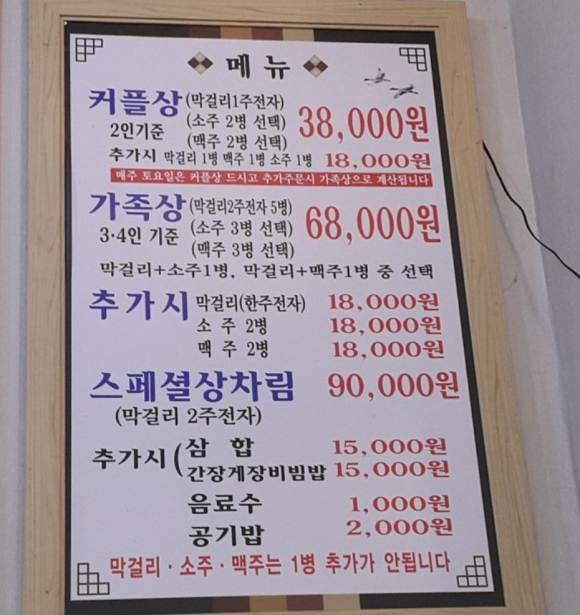 메 뉴
커플상 (막걸리1주전자) 38,000원
2인기준 (소주 2병 선택)
(맥주 2병 선택)
추가시 막걸리 1병 맥주 1병 소주 1병 18,000원
매주 토요일은 커플상 드시고 추가주문시 가족상으로 계산됩니다
가족상 (막걸리2주전자 5병) 68,000원
3·4인 기준 (소주 3병 선택)
(맥주 3병 선택)
막걸리+소주1병, 막걸리+맥주1병 중 선택
추가시 막걸리(한주전자) 18,000원
소 주 2병 18,000원
맥 주 2병 18,000원
스페셜상차림 90,000원
(막걸리 2주전자)
추가시 ( 삼 합 15,000원
간장게장비빔밥 15,000원
음료수 1,000원
공기밥 2,000원
막걸리·소주·맥주는 1병 추가가 안됩니다